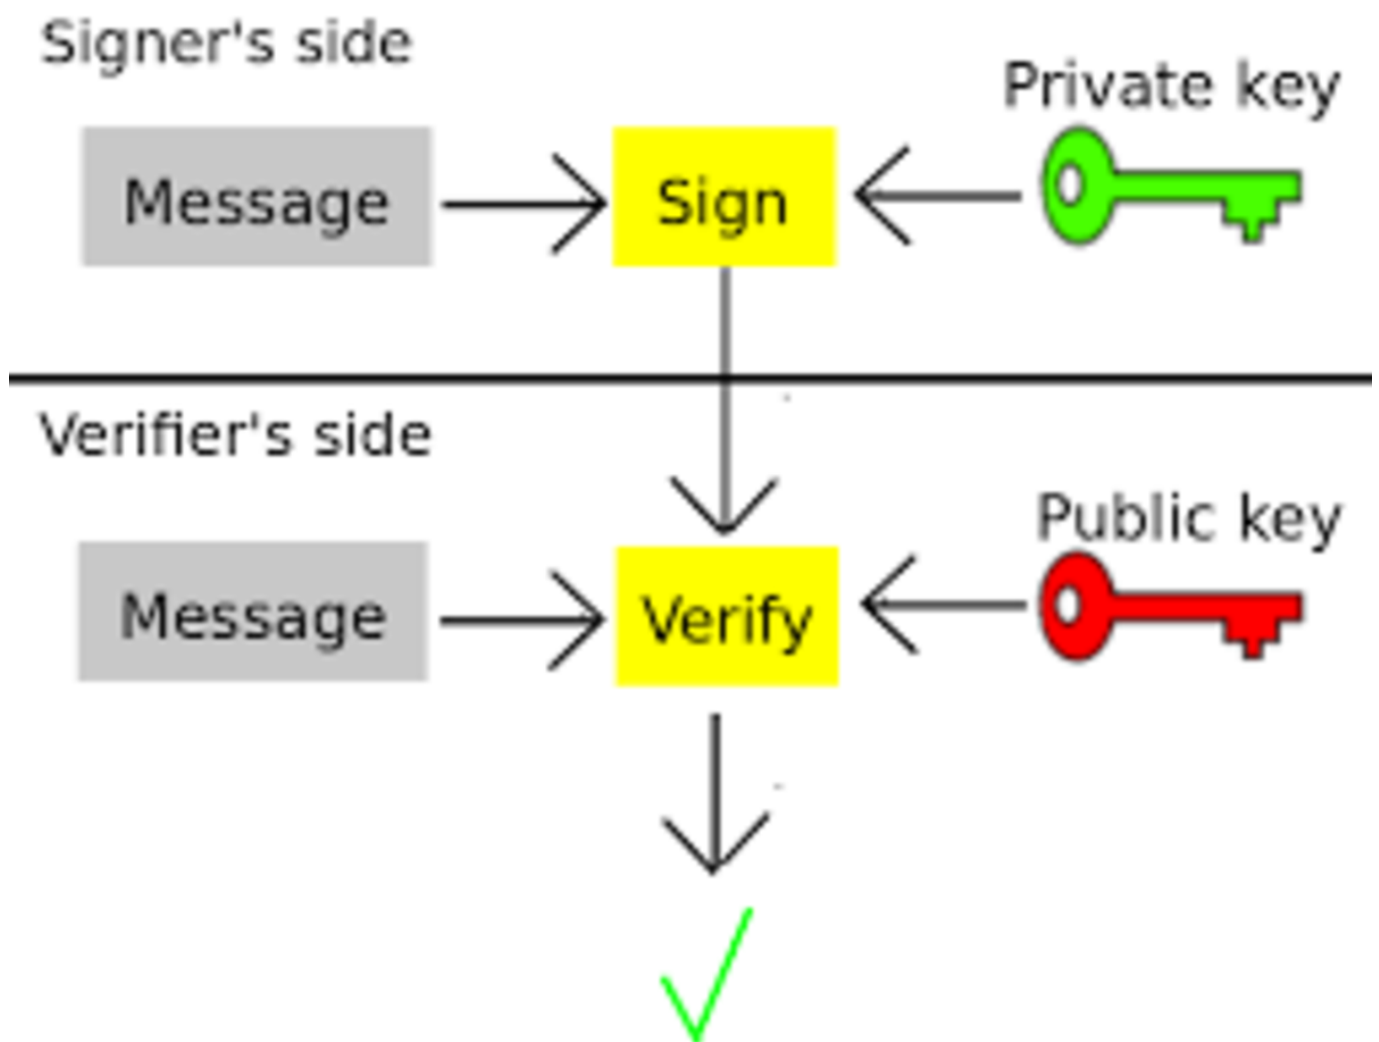 Signer's side
Private key
Message
Sign
Verifier's side
Public key
Message
Verify